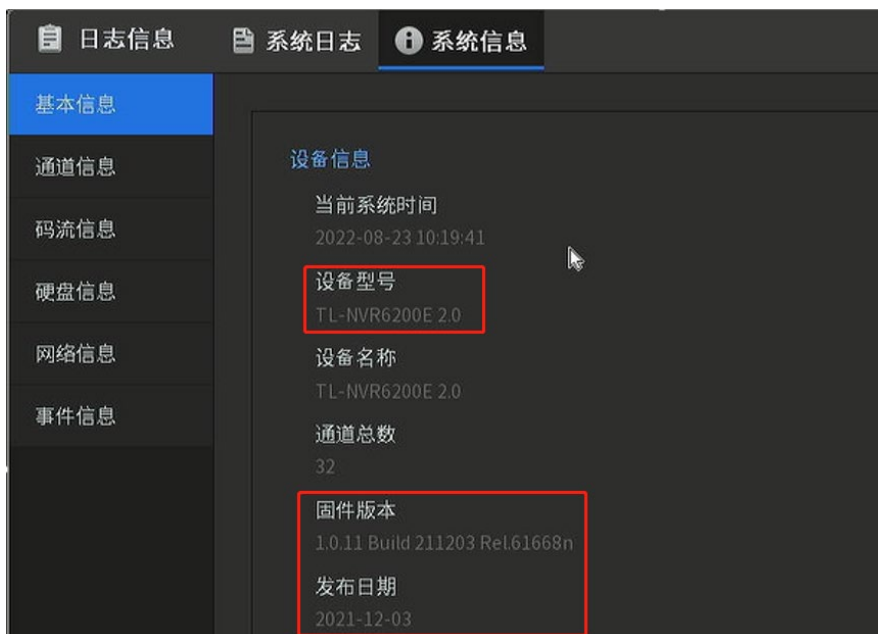 日志信息 系统日志 系统信息
基本信息
通道信息
码流信息
硬盘信息
网络信息
事件信息
设备信息
当前系统时间
2022-08-23 10:19:41
设备型号
TL-NVR6200E 2.0
设备名称
TL-NVR6200E 2.0
通道总数
32
固件版本
1.0.11 Build 211203 Rel.61668n
发布日期
2021-12-03